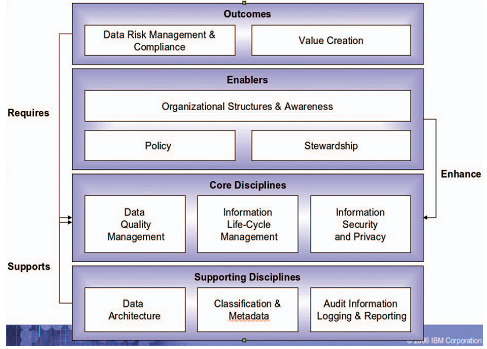 Outcomes
Data Risk Management &
Compliance
Value Creation
Enablers
Organizational Structures & Awareness
Requires
Policy
Stewardship
Enhance
Core Disciplines
Data
Quality
Management
Information
Life-Cycle
Management
Information
Security
and Privacy
Supports
Supporting Disciplines
Data
Architecture
Classification &
Metadata
Audit Information
Logging & Reporting
© 2006 IBM Corporation